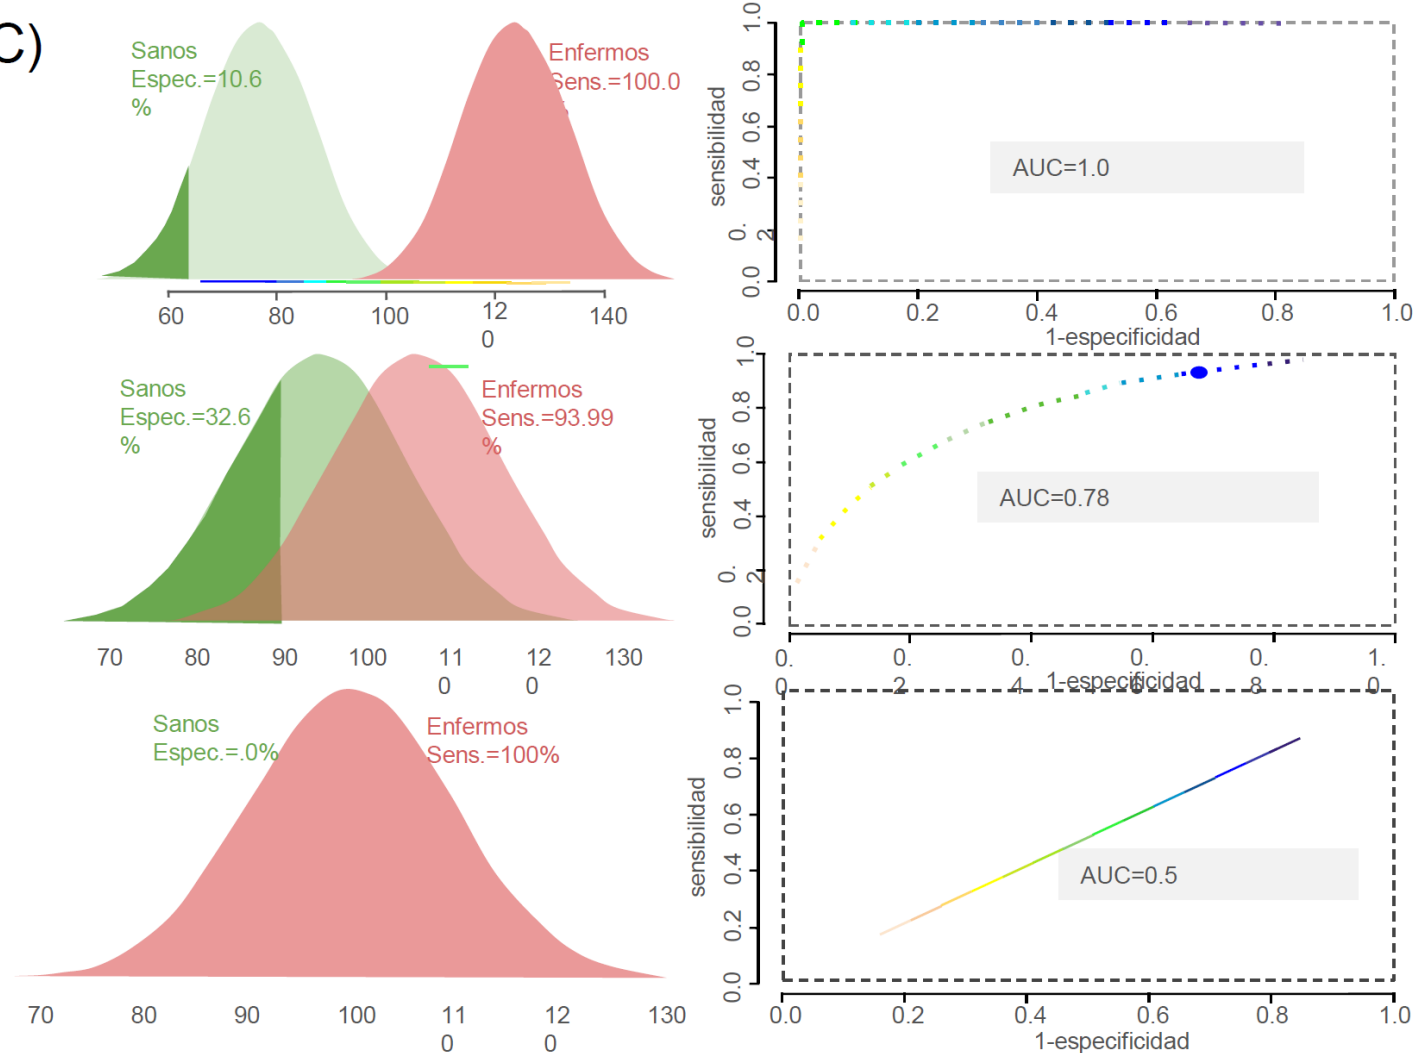 C)
Sanos
Espec.=10.6
%
Enfermos
Sens.=100.0
60 80 100 12 140
0
1.0
0.8
0.6
0.4
0.
2
0.0
sensibilidad
AUC=1.0
0.0 0.2 0.4 0.6 0.8 1.0
1-especificidad
Sanos
Espec.=32.6
%
Enfermos
Sens.=93.99
%
70 80 90 100 11 12 130
0 0
1.0
0.8
0.6
0.4
0.
2
0.0
sensibilidad
AUC=0.78
0. 0. 0. 0. 0. 1.
0 2 4 6 8 0
1-especificidad
Sanos
Espec.=.0%
Enfermos
Sens.=100%
70 80 90 100 11 12 130
0 0
1.0
0.8
0.6
0.4
0.2
0.0
sensibilidad
AUC=0.5
0.0 0.2 0.4 0.6 0.8 1.0
1-especificidad